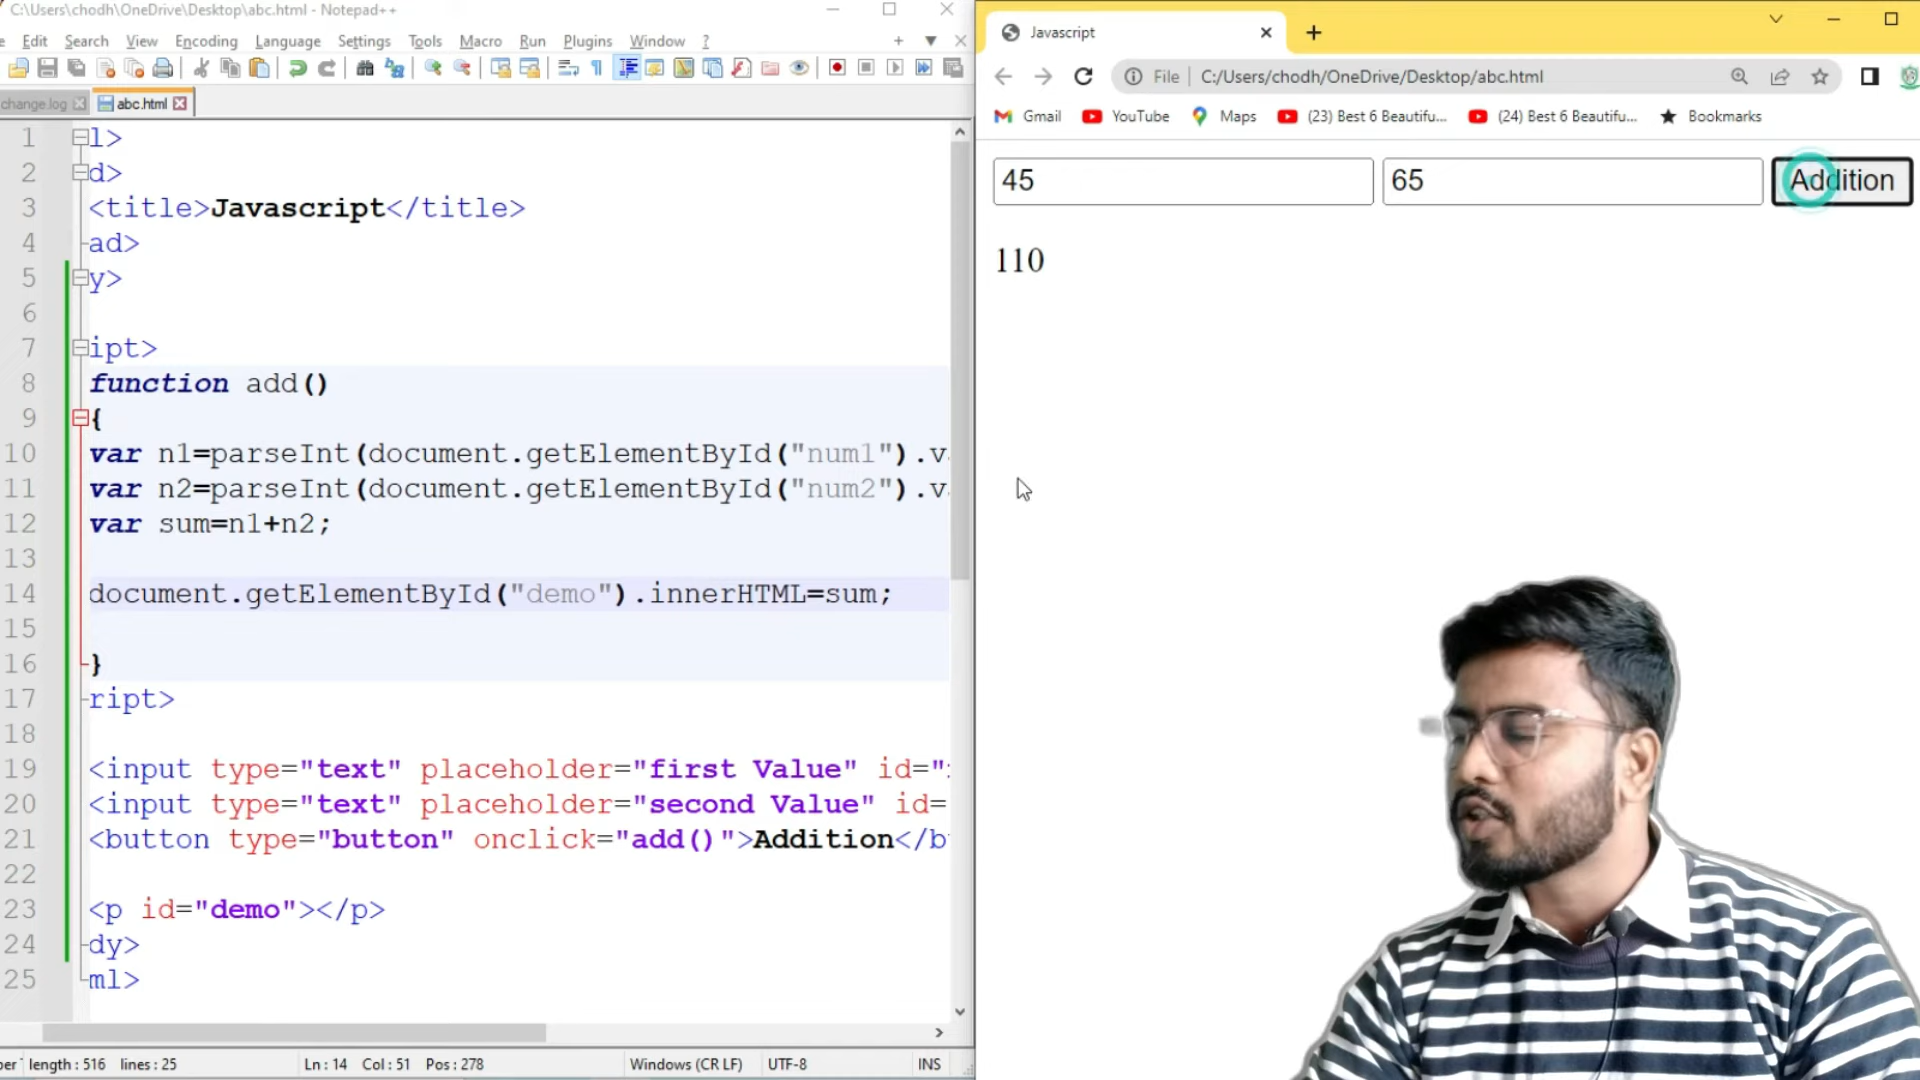 C:\Users\chodh\OneDrive\Desktop\abc.html - Notepad++
Edit Search View Encoding Language Settings Tools Macro Run Plugins Window ?
change.log abc.html
1 l>
2 d>
3 <title>Javascript</title>
4 ad>
5 y>
6
7 ipt>
8 function add()
9 {
10 var n1=parseInt(document.getElementById("num1").v
11 var n2=parseInt(document.getElementById("num2").v
12 var sum=n1+n2;
13
14 document.getElementById("demo").innerHTML=sum;
15
16 }
17 ript>
18
19 <input type="text" placeholder="first Value" id="
20 <input type="text" placeholder="second Value" id=
21 <button type="button" onclick="add()">Addition</b
22
23 <p id="demo"></p>
24 dy>
25 ml>
length : 516 lines : 25 Ln : 14 Col : 51 Pos : 278 Windows (CR LF) UTF-8 INS
Javascript
File C:/Users/chodh/OneDrive/Desktop/abc.html
Gmail YouTube Maps (23) Best 6 Beautifu... (24) Best 6 Beautifu... Bookmarks
45 65 Addition
110